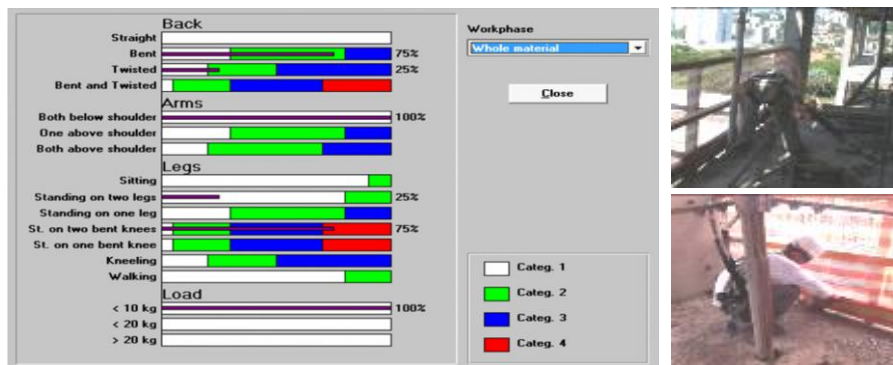 Back
Straight
Bent 75%
Twisted 25%
Bent and Twisted
Arms
Both below shoulder 100%
One above shoulder
Both above shoulder
Legs
Sitting
Standing on two legs 25%
Standing on one leg
St. on two bent knees 75%
St. on one bent knee
Kneeling
Walking
Load
< 10 kg 100%
< 20 kg
> 20 kg
Workphase
Whole material
Close
Categ. 1
Categ. 2
Categ. 3
Categ. 4